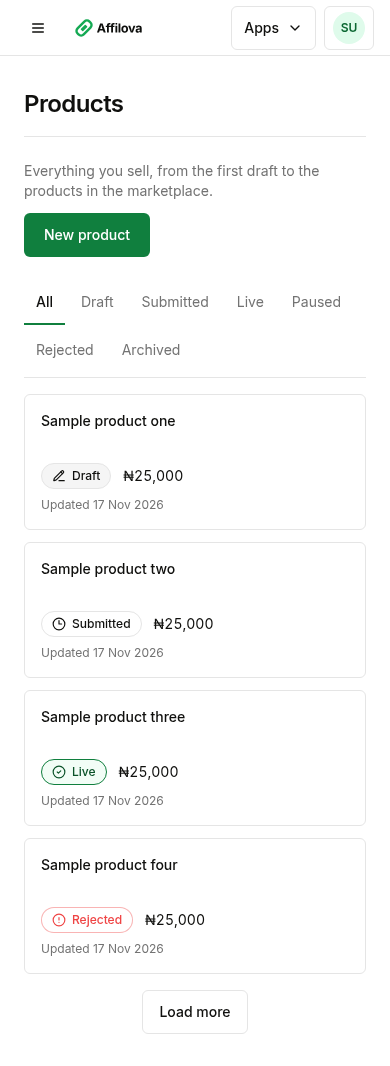 Affilova
Apps
SU
Products
Everything you sell, from the first draft to the
products in the marketplace.
New product
All Draft Submitted Live Paused
Rejected Archived
Sample product one
Draft ₦25,000
Updated 17 Nov 2026
Sample product two
Submitted ₦25,000
Updated 17 Nov 2026
Sample product three
Live ₦25,000
Updated 17 Nov 2026
Sample product four
Rejected ₦25,000
Updated 17 Nov 2026
Load more